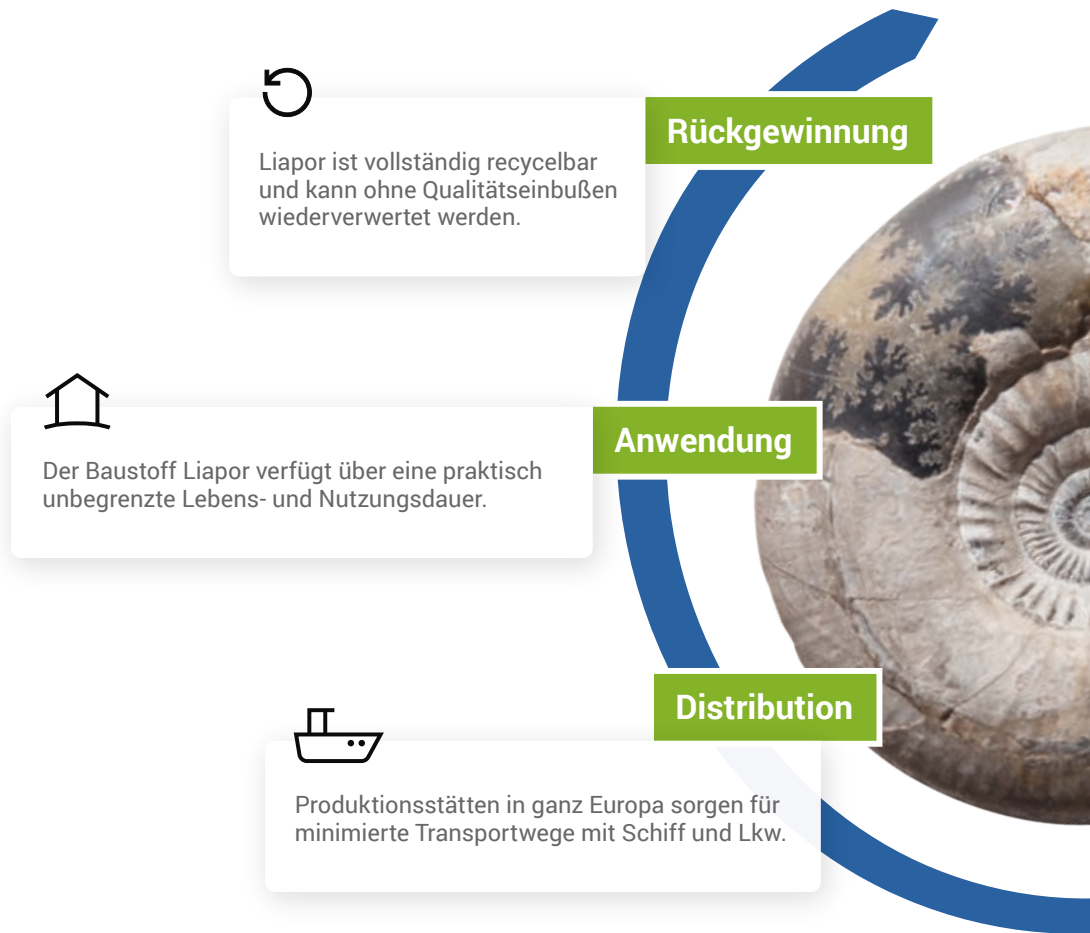 Rückgewinnung
Liapor ist vollständig recycelbar
und kann ohne Qualitätseinbußen
wiederverwertet werden.
Anwendung
Der Baustoff Liapor verfügt über eine praktisch
unbegrenzte Lebens- und Nutzungsdauer.
Distribution
Produktionsstätten in ganz Europa sorgen für
minimierte Transportwege mit Schiff und Lkw.